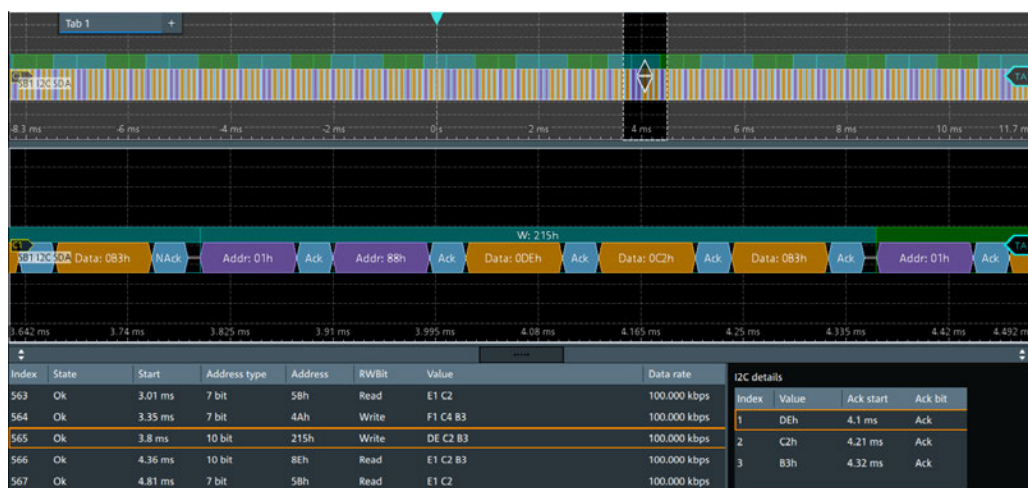 Tab 1 +
C1
SB1 I2C SDA
TA
-8.3 ms -6 ms -4 ms -2 ms 0 s 2 ms 4 ms 6 ms 8 ms 10 ms 11.7 m
W: 215h
C1
SB1 I2C SDA Data: 0B3h NAck Addr: 01h Ack Addr: 88h Ack Data: 0DEh Ack Data: 0C2h Ack Data: 0B3h Ack Addr: 01h Ack TA
3.642 ms 3.74 ms 3.825 ms 3.91 ms 3.995 ms 4.08 ms 4.165 ms 4.25 ms 4.335 ms 4.42 ms 4.492 m
Index State Start Address type Address RWBit Value Data rate
563 Ok 3.01 ms 7 bit 5Bh Read E1 C2 100.000 kbps
564 Ok 3.35 ms 7 bit 4Ah Write F1 C4 B3 100.000 kbps
565 Ok 3.8 ms 10 bit 215h Write DE C2 B3 100.000 kbps
566 Ok 4.36 ms 10 bit 8Eh Read E1 C2 B3 100.000 kbps
567 Ok 4.81 ms 7 bit 5Bh Read E1 C2 100.000 kbps
I2C details
Index Value Ack start Ack bit
1 DEh 4.1 ms Ack
2 C2h 4.21 ms Ack
3 B3h 4.32 ms Ack